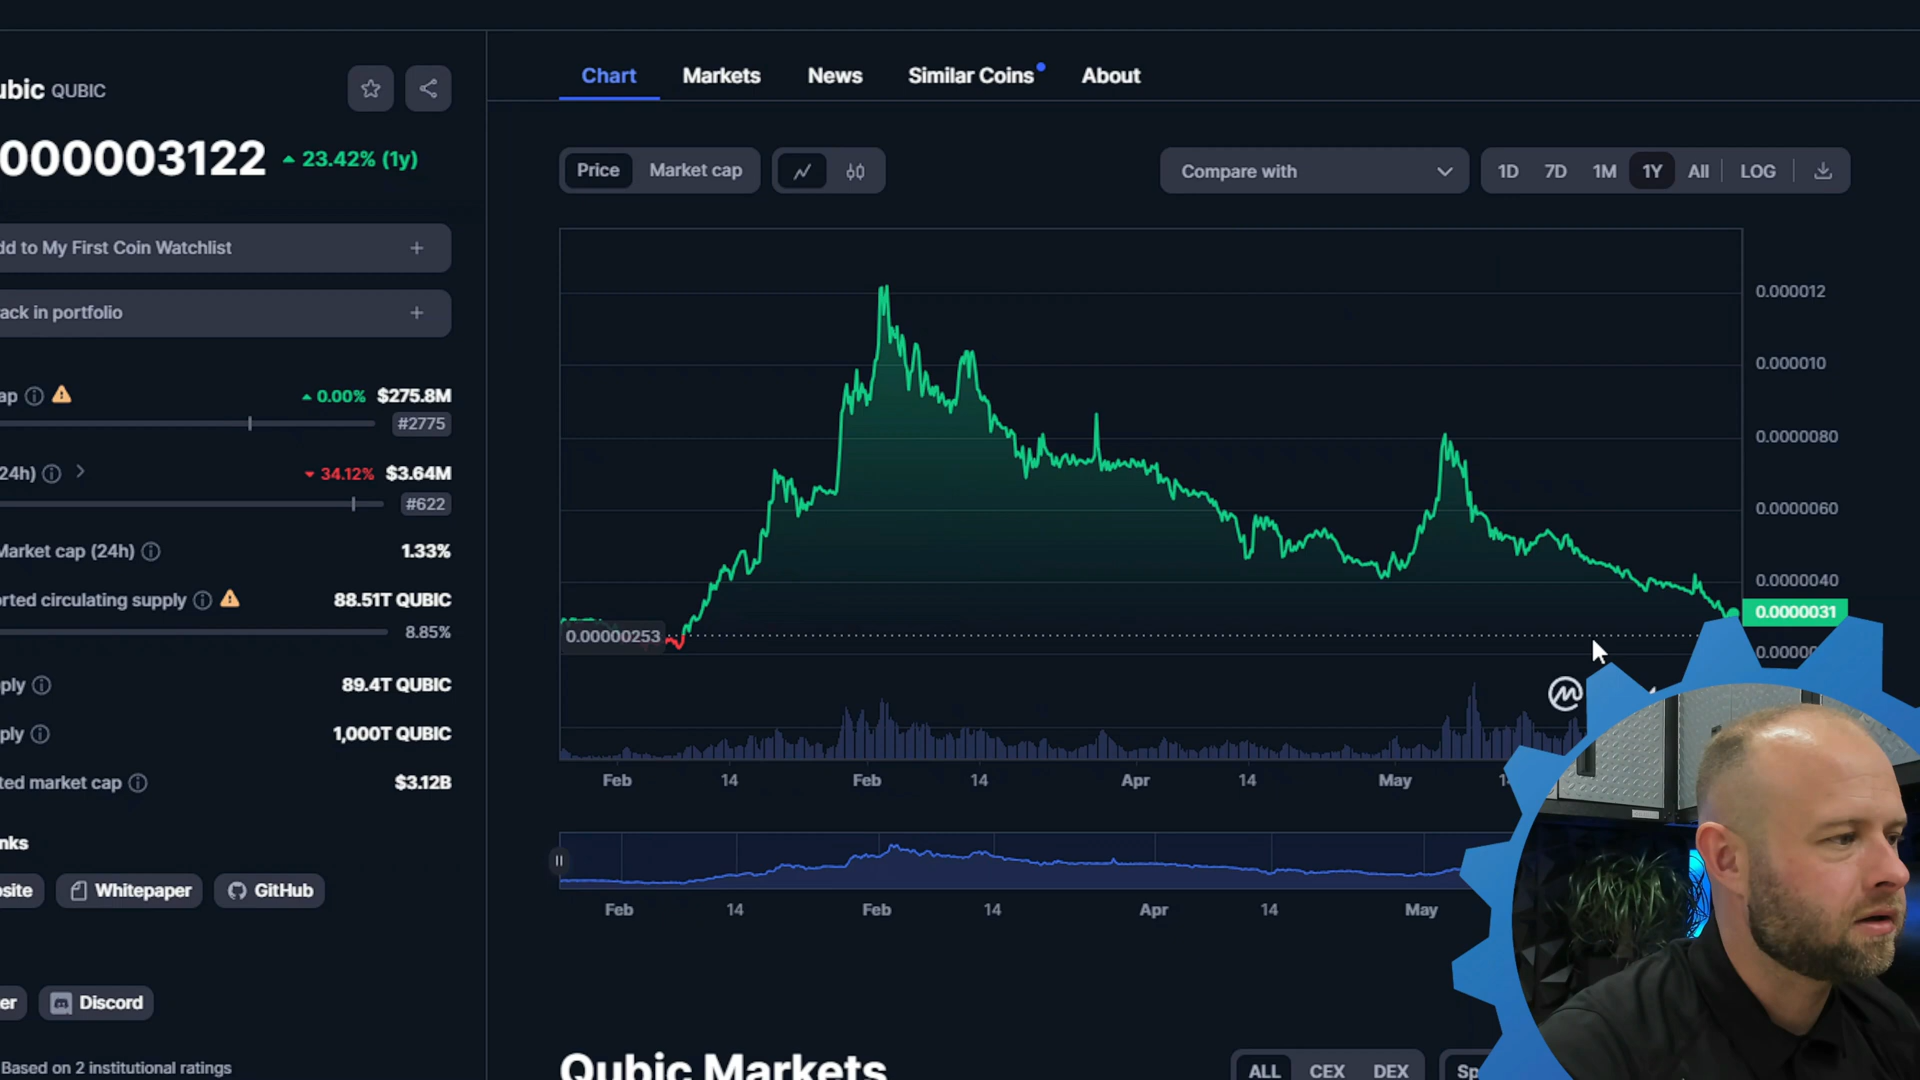 ubic QUBIC
000003122 23.42% (1y)
dd to My First Coin Watchlist +
ack in portfolio +
ap 0.00% $275.8M
#2775
24h) 34.12% $3.64M
#622
Market cap (24h) 1.33%
orted circulating supply 88.51T QUBIC
8.85%
pply 89.4T QUBIC
pply 1,000T QUBIC
ted market cap $3.12B
nks
osite Whitepaper GitHub
er Discord
Based on 2 institutional ratings
Chart Markets News Similar Coins About
Price Market cap
Compare with
1D 7D 1M 1Y All LOG
0.000012
0.000010
0.0000080
0.0000060
0.0000040
0.0000031
0.00000253
Feb 14 Feb 14 Apr 14 May
Feb 14 Feb 14 Apr 14 May
Qubic Markets
ALL CEX DEX Sp